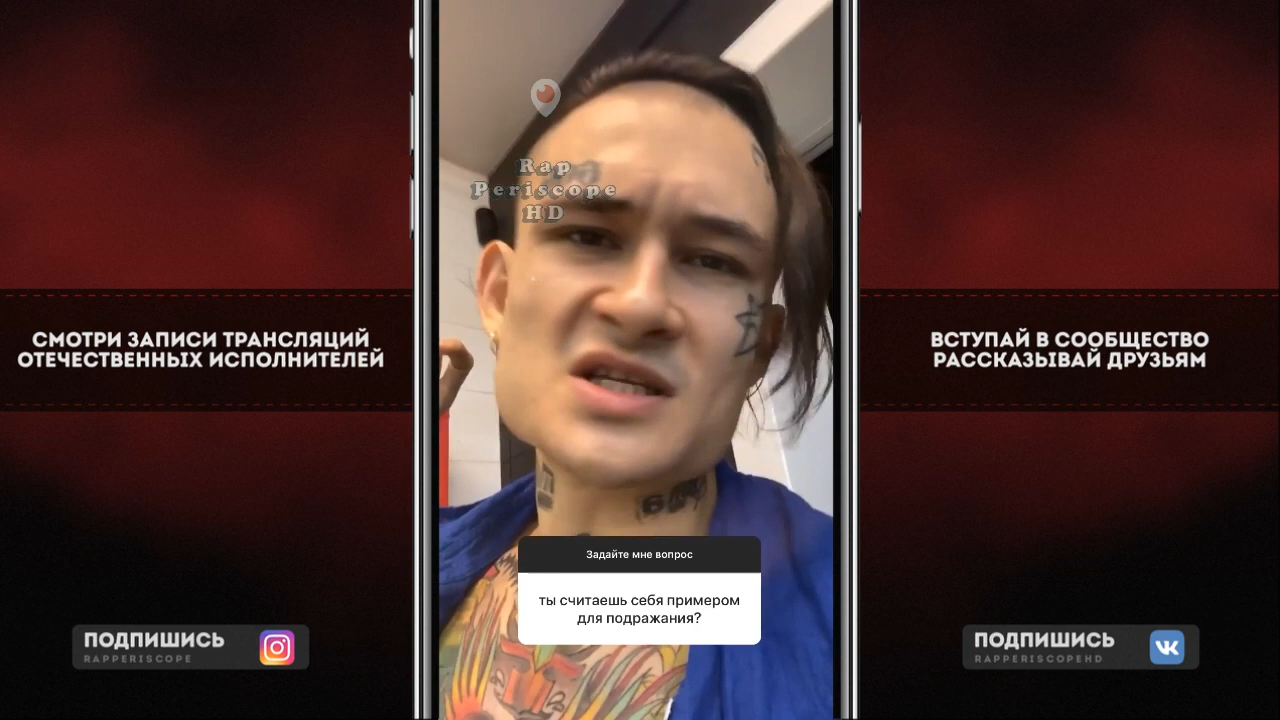 Rap
Periscope
HD
СМОТРИ ЗАПИСИ ТРАНСЛЯЦИЙ
ОТЕЧЕСТВЕННЫХ ИСПОЛНИТЕЛЕЙ
ВСТУПАЙ В СООБЩЕСТВО
РАССКАЗЫВАЙ ДРУЗЬЯМ
Задайте мне вопрос
ты считаешь себя примером
для подражания?
ПОДПИШИСЬ
RAPPERISCOPE
ПОДПИШИСЬ
RAPPERISCOPEHD